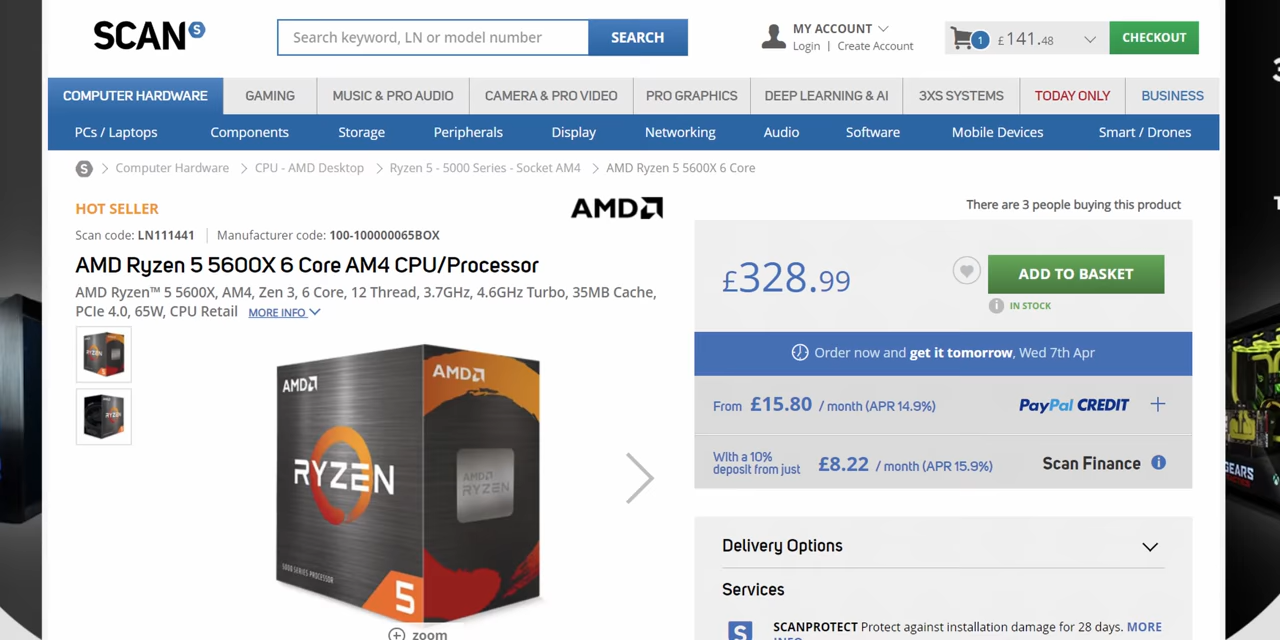 SCAN S
Search keyword, LN or model number
SEARCH
MY ACCOUNT
Login | Create Account
1
£141.48
CHECKOUT
COMPUTER HARDWARE
GAMING
MUSIC & PRO AUDIO
CAMERA & PRO VIDEO
PRO GRAPHICS
DEEP LEARNING & AI
3XS SYSTEMS
TODAY ONLY
BUSINESS
PCs / Laptops
Components
Storage
Peripherals
Display
Networking
Audio
Software
Mobile Devices
Smart / Drones
S > Computer Hardware > CPU - AMD Desktop > Ryzen 5 - 5000 Series - Socket AM4 > AMD Ryzen 5 5600X 6 Core
HOT SELLER
AMD
Scan code: LN111441 | Manufacturer code: 100-100000065BOX
AMD Ryzen 5 5600X 6 Core AM4 CPU/Processor
AMD Ryzen™ 5 5600X, AM4, Zen 3, 6 Core, 12 Thread, 3.7GHz, 4.6GHz Turbo, 35MB Cache,
PCIe 4.0, 65W, CPU Retail MORE INFO
RYZEN
RYZEN
AMD
RYZEN
5000 SERIES PROCESSOR
5
AMD
AMD
RYZEN
zoom
There are 3 people buying this product
£328.99
ADD TO BASKET
IN STOCK
Order now and get it tomorrow, Wed 7th Apr
From £15.80 / month (APR 14.9%)
PayPal CREDIT
With a 10%
deposit from just
£8.22 / month (APR 15.9%)
Scan Finance
Delivery Options
Services
S
SCANPROTECT Protect against installation damage for 28 days. MORE
INFO
GEARS